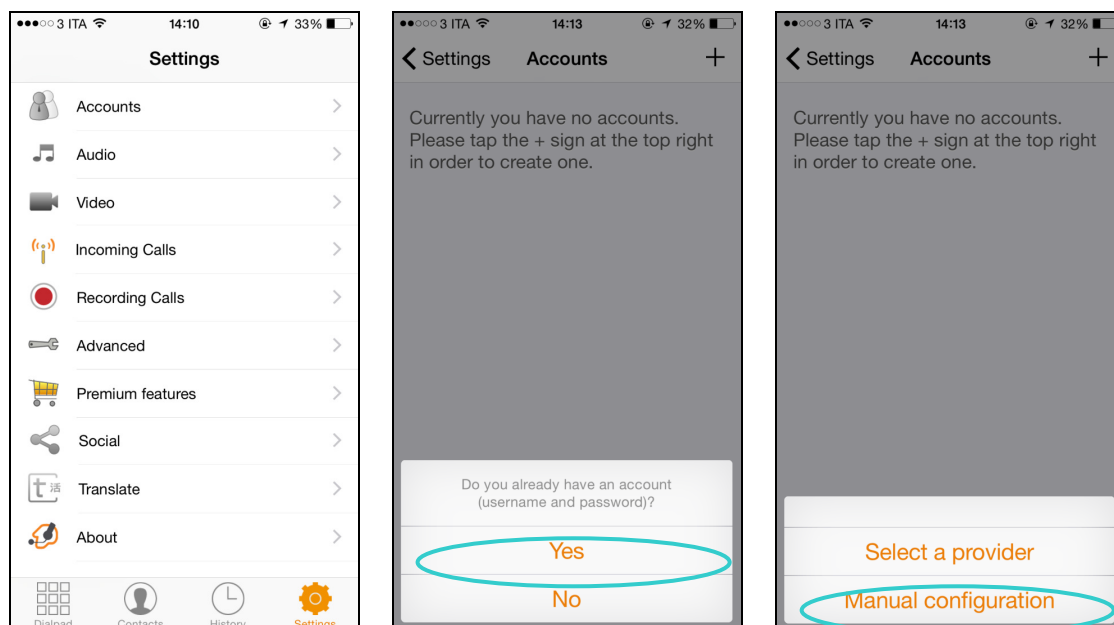 3 ITA 14:10 33%
Settings
Accounts
Audio
Video
Incoming Calls
Recording Calls
Advanced
Premium features
Social
t活 Translate
About
Dialpad Contacts History Settings
3 ITA 14:13 32%
Settings Accounts +
Currently you have no accounts.
Please tap the + sign at the top right
in order to create one.
Do you already have an account
(username and password)?
Yes
No
3 ITA 14:13 32%
Settings Accounts +
Currently you have no accounts.
Please tap the + sign at the top right
in order to create one.
Select a provider
Manual configuration